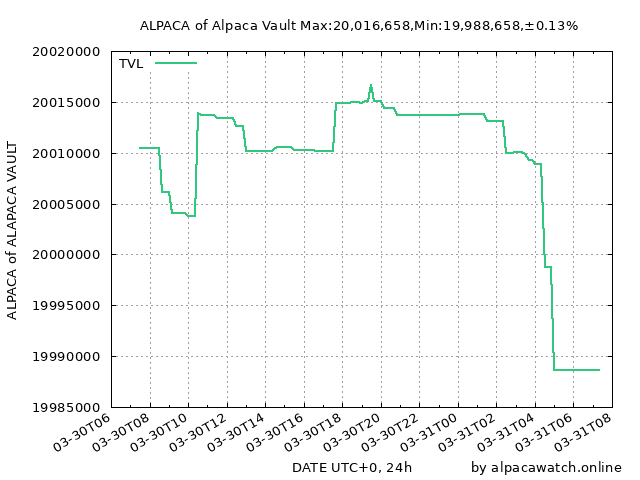 ALPACA of Alpaca Vault Max:20,016,658,Min:19,988,658,±0.13%
TVL
ALPACA of ALAPACA VAULT
20020000
20015000
20010000
20005000
20000000
19995000
19990000
19985000
03-30T06
03-30T08
03-30T10
03-30T12
03-30T14
03-30T16
03-30T18
03-30T20
03-30T22
03-31T00
03-31T02
03-31T04
03-31T06
03-31T08
DATE UTC+0, 24h
by alpacawatch.online